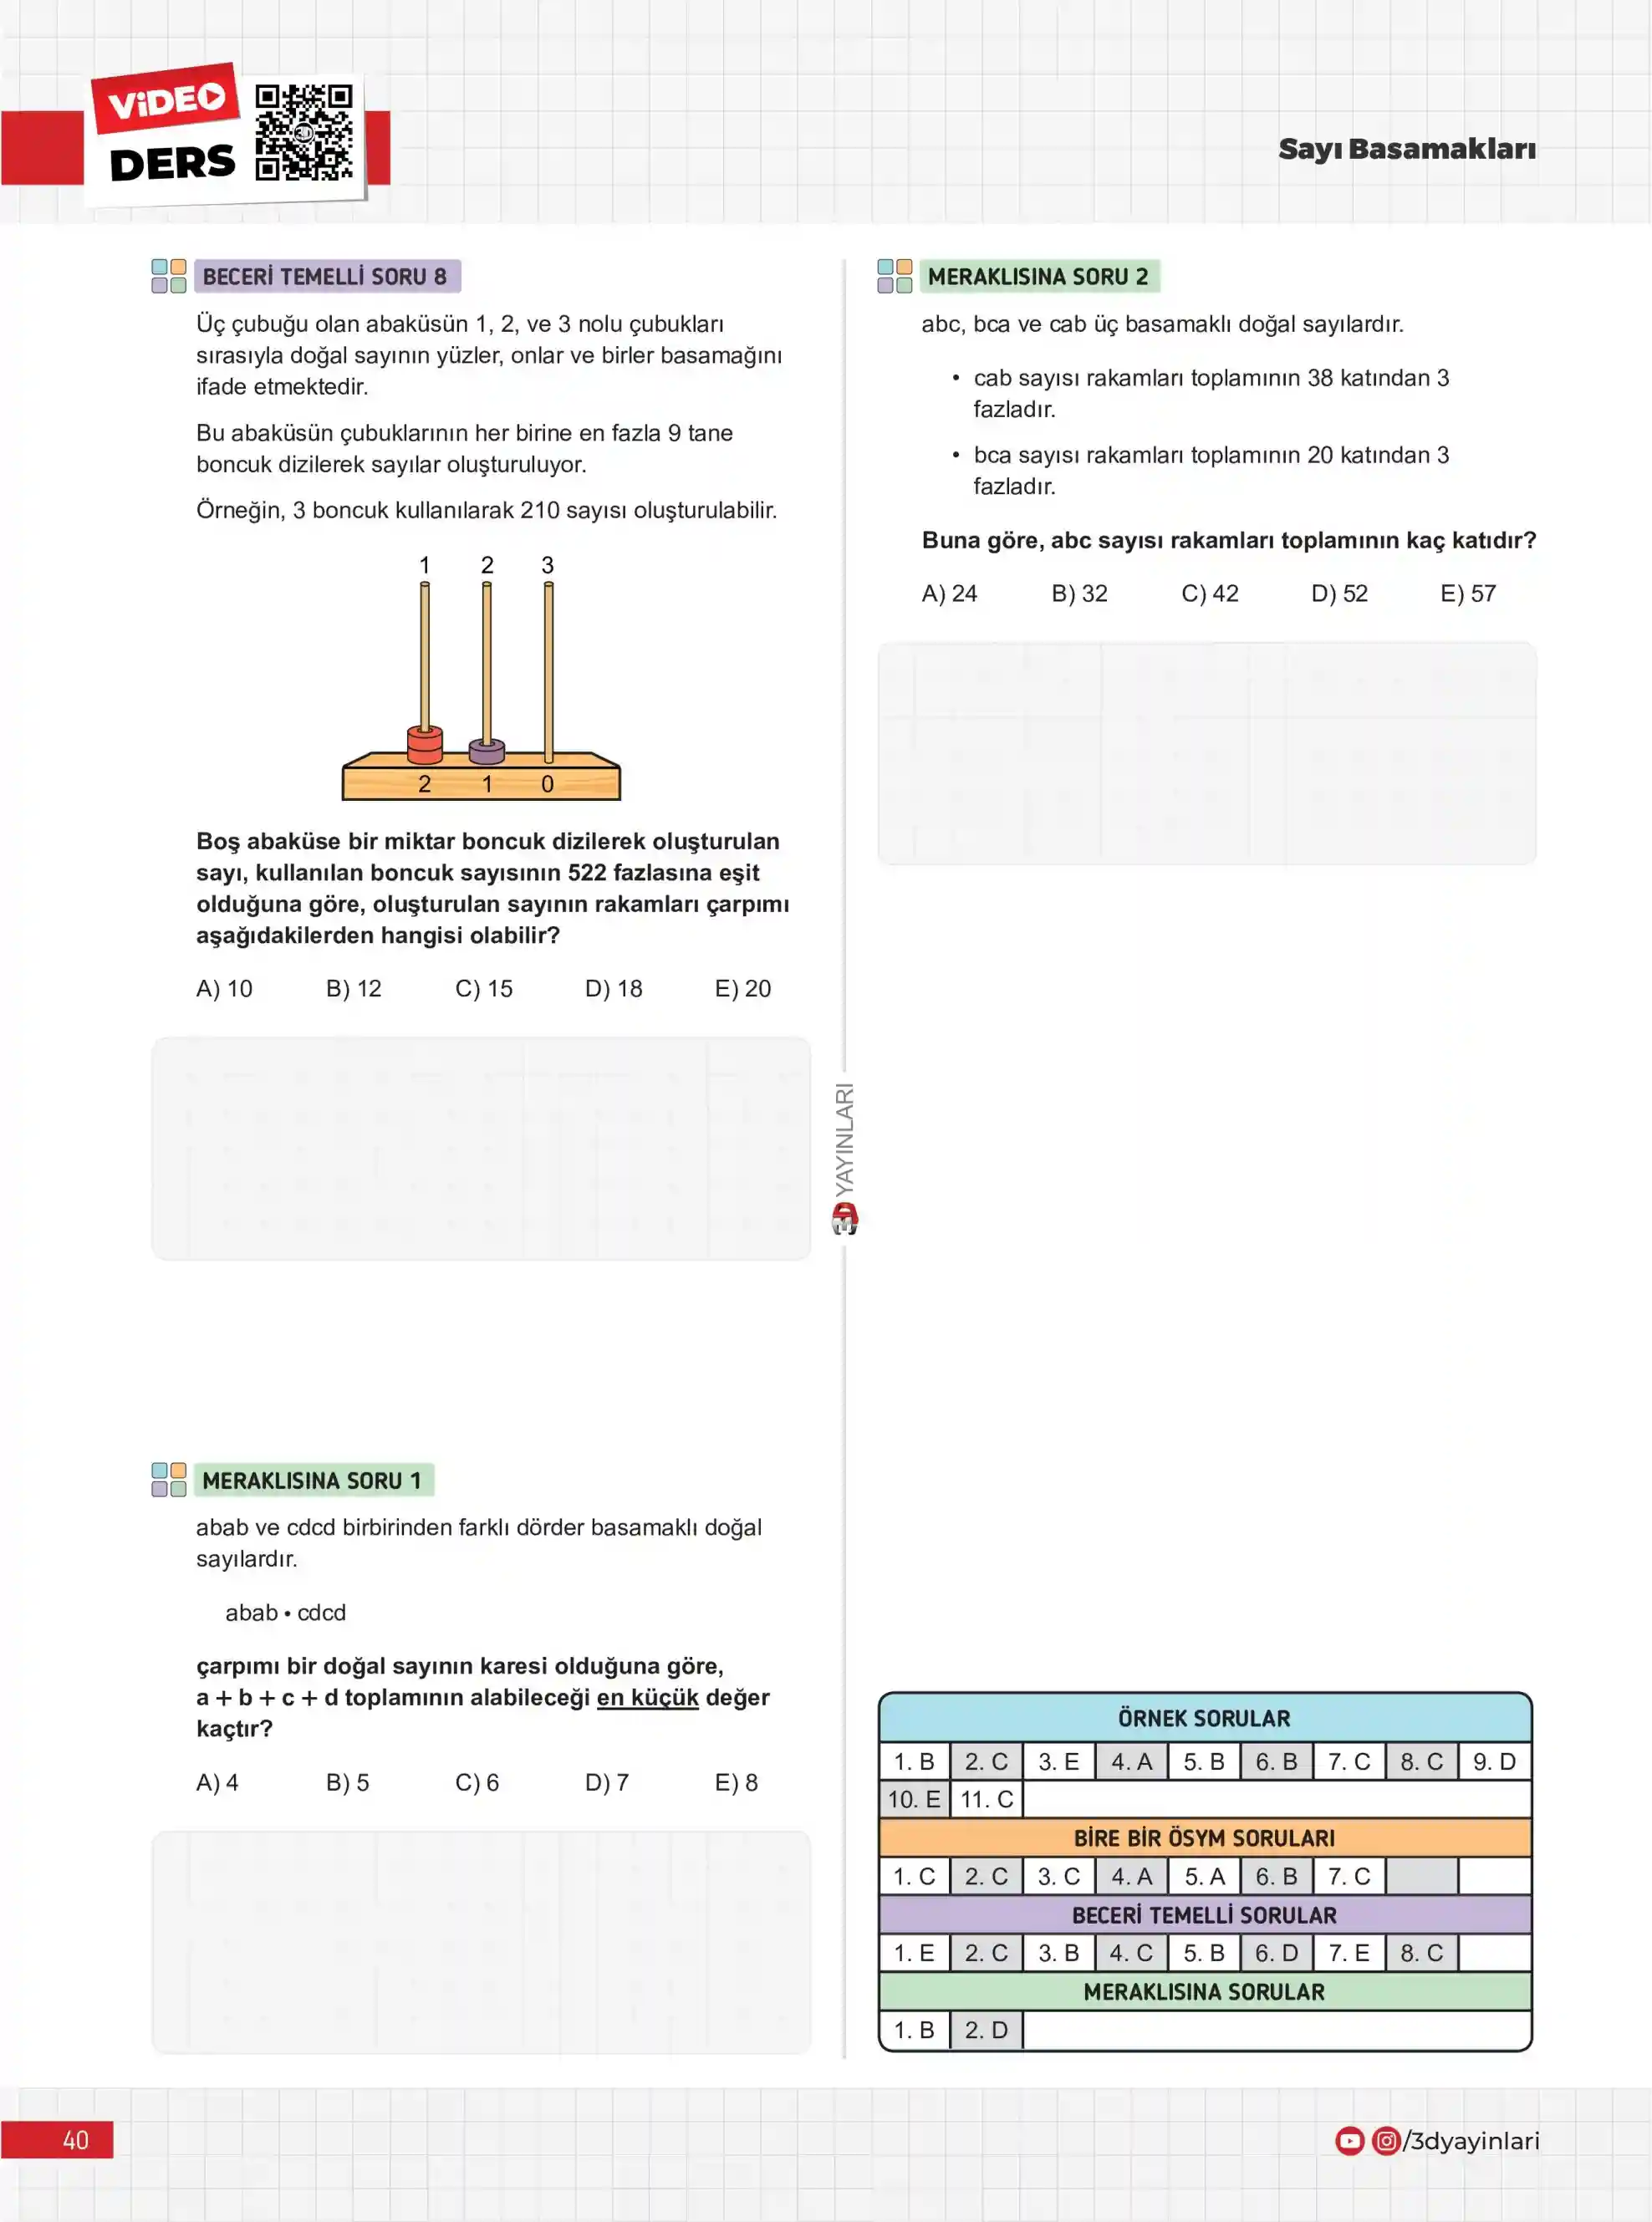 VİDEO
DERS
Sayı Basamakları
BECERİ TEMELLİ SORU 8
Üç çubuğu olan abaküsün 1, 2, ve 3 nolu çubukları
sırasıyla doğal sayının yüzler, onlar ve birler basamağını
ifade etmektedir.
Bu abaküsün çubuklarının her birine en fazla 9 tane
boncuk dizilerek sayılar oluşturuluyor.
Örneğin, 3 boncuk kullanılarak 210 sayısı oluşturulabilir.
1 2 3
2 1 0
Boş abaküse bir miktar boncuk dizilerek oluşturulan
sayı, kullanılan boncuk sayısının 522 fazlasına eşit
olduğuna göre, oluşturulan sayının rakamları çarpımı
aşağıdakilerden hangisi olabilir?
A) 10 B) 12 C) 15 D) 18 E) 20
MERAKLISINA SORU 1
abab ve cdcd birbirinden farklı dörder basamaklı doğal
sayılardır.
abab • cdcd
çarpımı bir doğal sayının karesi olduğuna göre,
a + b + c + d toplamının alabileceği en küçük değer
kaçtır?
A) 4 B) 5 C) 6 D) 7 E) 8
3D YAYINLARI
MERAKLISINA SORU 2
abc, bca ve cab üç basamaklı doğal sayılardır.
• cab sayısı rakamları toplamının 38 katından 3
fazladır.
• bca sayısı rakamları toplamının 20 katından 3
fazladır.
Buna göre, abc sayısı rakamları toplamının kaç katıdır?
A) 24 B) 32 C) 42 D) 52 E) 57
ÖRNEK SORULAR
1. B 2. C 3. E 4. A 5. B 6. B 7. C 8. C 9. D
10. E 11. C
BİRE BİR ÖSYM SORULARI
1. C 2. C 3. C 4. A 5. A 6. B 7. C
BECERİ TEMELLİ SORULAR
1. E 2. C 3. B 4. C 5. B 6. D 7. E 8. C
MERAKLISINA SORULAR
1. B 2. D
40
/3dyayinlari